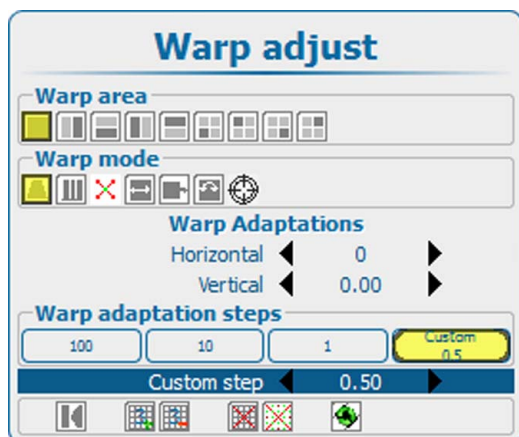 Warp adjust
Warp area
Warp mode
Warp Adaptations
Horizontal 0
Vertical 0.00
Warp adaptation steps
100 10 1 Custom
0.5
Custom step 0.50